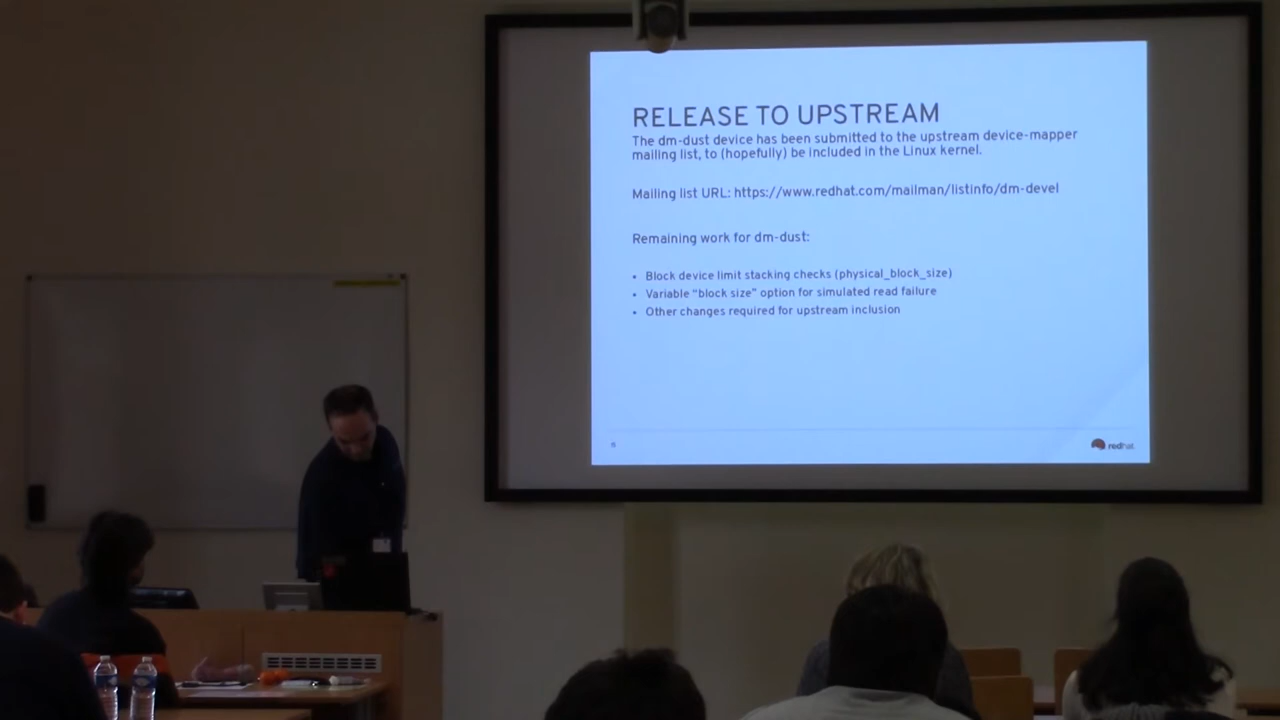 RELEASE TO UPSTREAM
The dm-dust device has been submitted to the upstream device-mapper
mailing list, to (hopefully) be included in the Linux kernel.
Mailing list URL: https://www.redhat.com/mailman/listinfo/dm-devel
Remaining work for dm-dust:
• Block device limit stacking checks (physical_block_size)
• Variable “block size” option for simulated read failure
• Other changes required for upstream inclusion
redhat